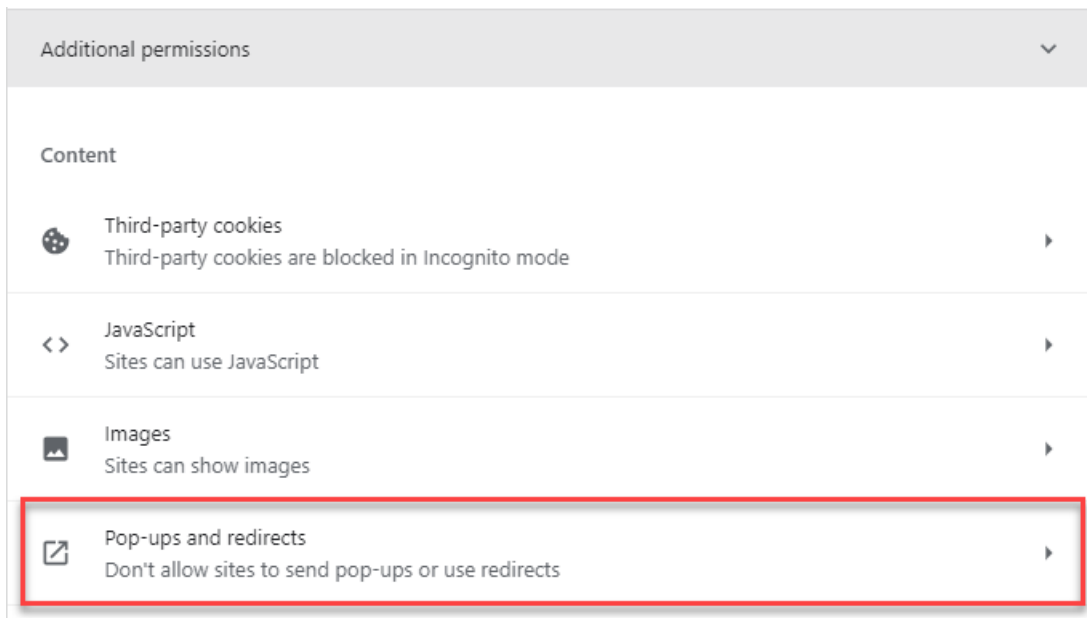 Additional permissions
Content
Third-party cookies
Third-party cookies are blocked in Incognito mode
JavaScript
Sites can use JavaScript
Images
Sites can show images
Pop-ups and redirects
Don't allow sites to send pop-ups or use redirects